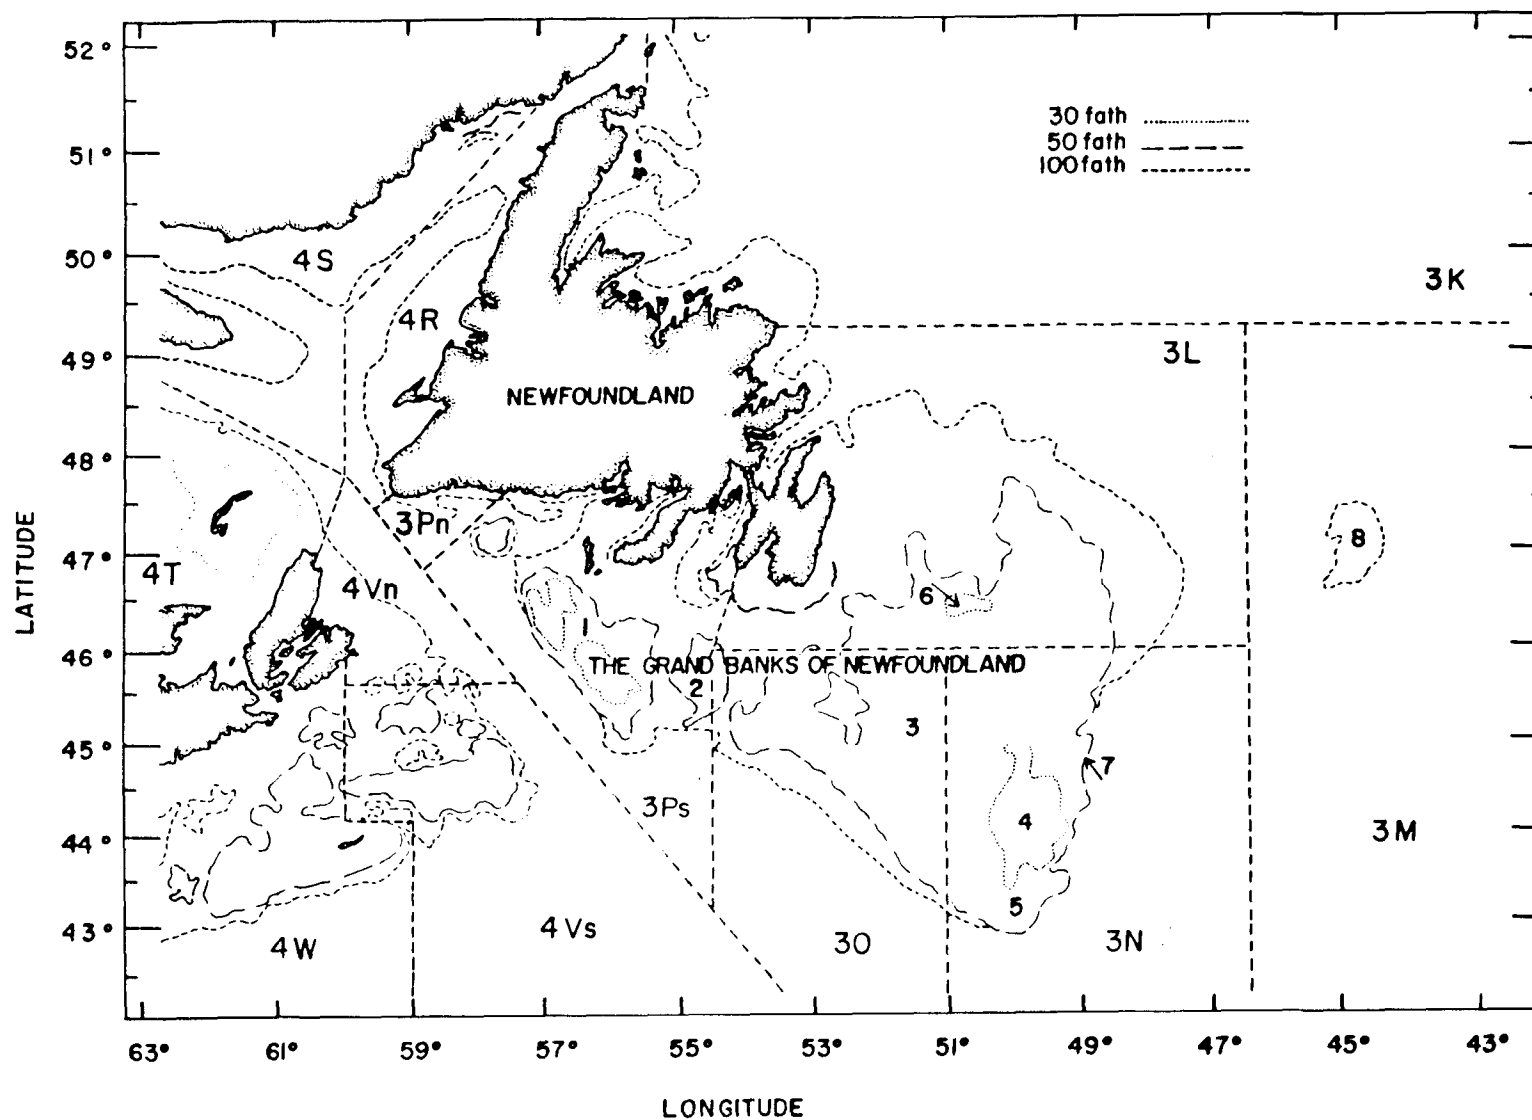 52°
30 fath
50 fath
100 fath
51°
50°
4S
3K
4R
49°
3L
NEWFOUNDLAND
48°
3Pn
47°
8
4T
4Vn
6
1
46°
THE GRAND BANKS OF NEWFOUNDLAND
2
3
45°
7
3Ps
4
44°
3M
5
43°
4Vs
4W
3O
3N
LATITUDE
63°
61°
59°
57°
55°
53°
51°
49°
47°
45°
43°
LONGITUDE